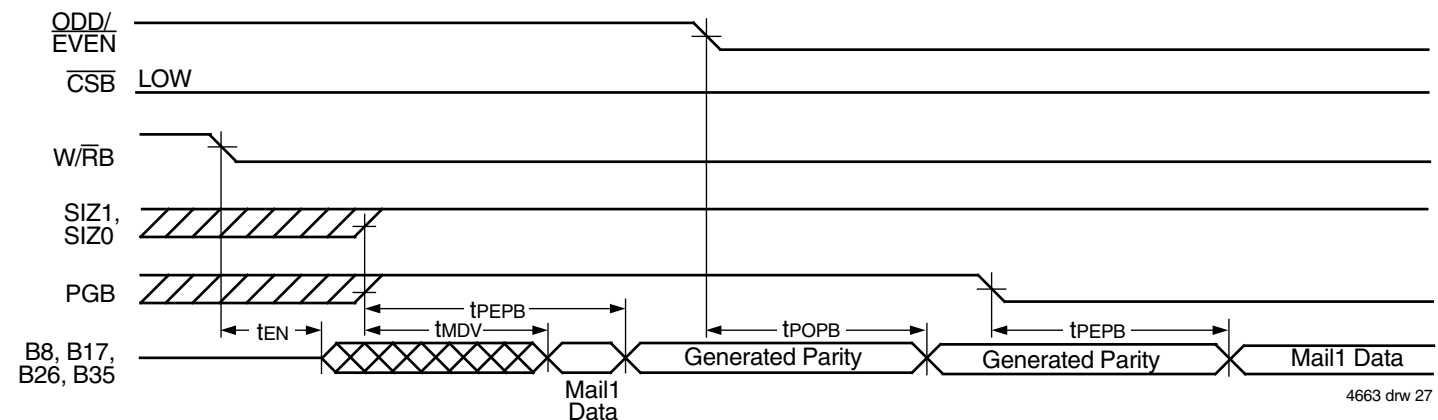 ODD/
EVEN
CSB LOW
W/RB
SIZ1,
SIZ0
PGB
tPEPB
tEN tMDV tPOPB tPEPB
B8, B17,
B26, B35
Generated Parity Generated Parity Mail1 Data
Mail1
Data
4663 drw 27